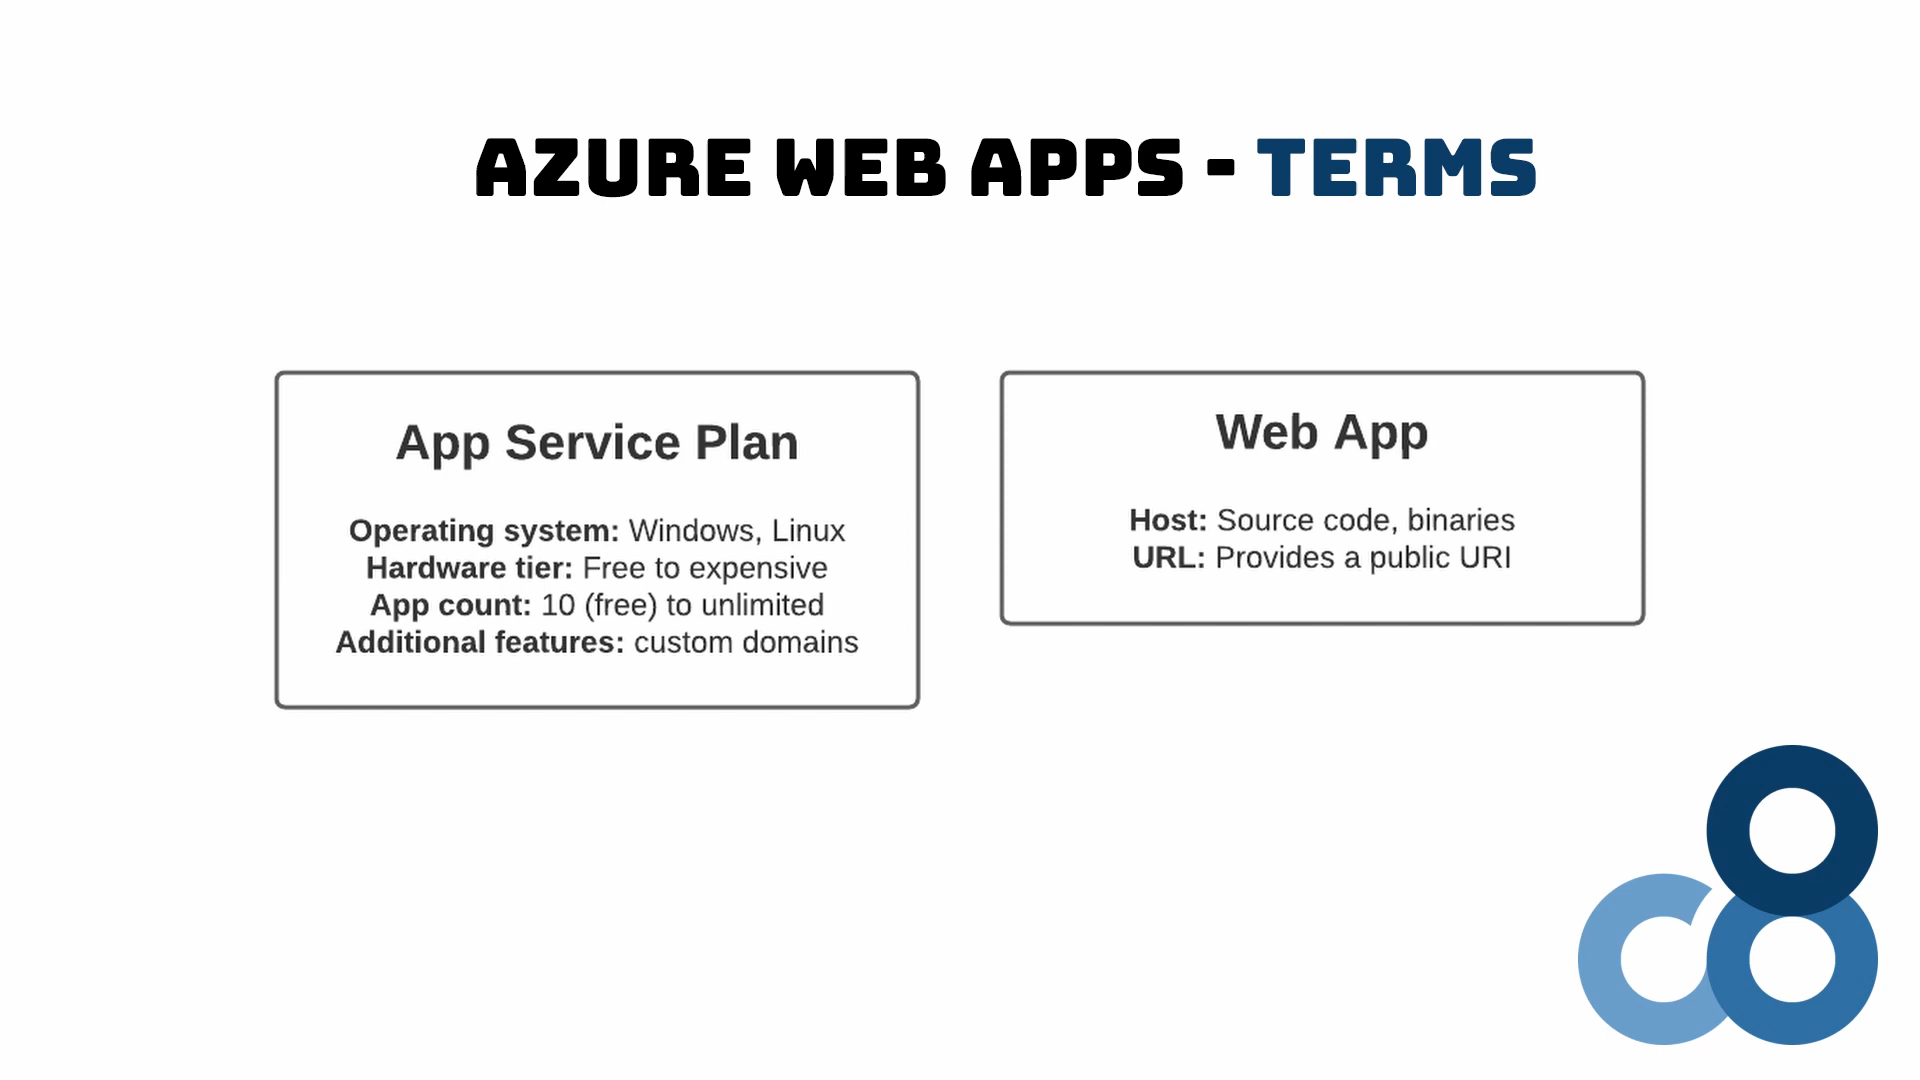 AZURE WEB APPS - TERMS
App Service Plan
Operating system: Windows, Linux
Hardware tier: Free to expensive
App count: 10 (free) to unlimited
Additional features: custom domains
Web App
Host: Source code, binaries
URL: Provides a public URI